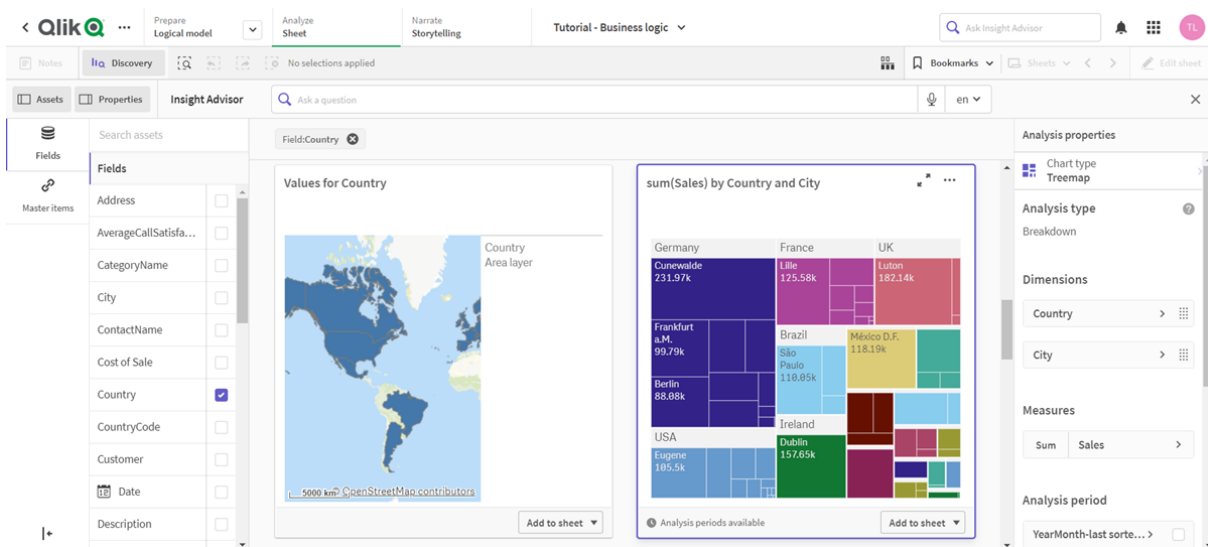 Qlik
Prepare
Logical model
Analyze
Sheet
Narrate
Storytelling
Tutorial - Business logic
Ask Insight Advisor
TL
Notes
Discovery
No selections applied
Bookmarks
Sheets
Edit sheet
Assets
Properties
Insight Advisor
Ask a question
en
Fields
Master items
Search assets
Fields
Address
AverageCallSatisfa...
CategoryName
City
ContactName
Cost of Sale
Country
CountryCode
Customer
Date
Description
Field:Country
Values for Country
Country
Area layer
5000 km
© OpenStreetMap contributors
Add to sheet
sum(Sales) by Country and City
Germany
Cunewalde
231.97k
Frankfurt
a.M.
99.79k
Berlin
88.08k
USA
Eugene
105.5k
France
Lille
125.58k
UK
Luton
182.14k
Brazil
São
Paulo
110.05k
México D.F.
118.19k
Ireland
Dublin
157.65k
Analysis periods available
Add to sheet
Analysis properties
Chart type
Treemap
Analysis type
Breakdown
Dimensions
Country
City
Measures
Sum
Sales
Analysis period
YearMonth-last sorte...